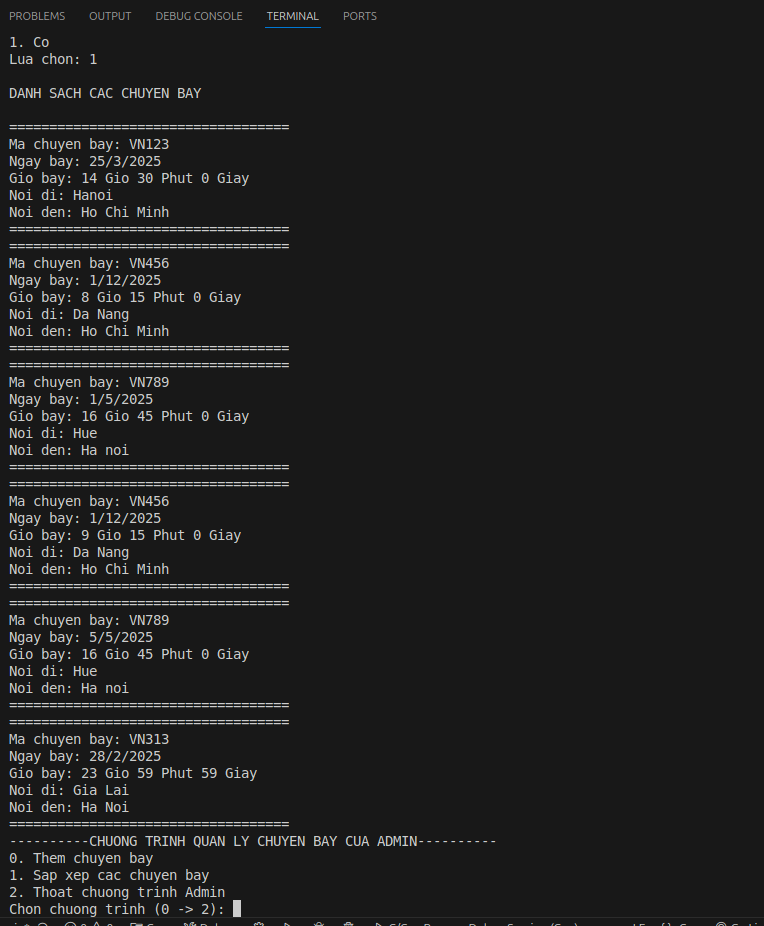 PROBLEMS OUTPUT DEBUG CONSOLE TERMINAL PORTS
1. Co
Lua chon: 1
DANH SACH CAC CHUYEN BAY
===================================
Ma chuyen bay: VN123
Ngay bay: 25/3/2025
Gio bay: 14 Gio 30 Phut 0 Giay
Noi di: Hanoi
Noi den: Ho Chi Minh
===================================
===================================
Ma chuyen bay: VN456
Ngay bay: 1/12/2025
Gio bay: 8 Gio 15 Phut 0 Giay
Noi di: Da Nang
Noi den: Ho Chi Minh
===================================
===================================
Ma chuyen bay: VN789
Ngay bay: 1/5/2025
Gio bay: 16 Gio 45 Phut 0 Giay
Noi di: Hue
Noi den: Ha noi
===================================
===================================
Ma chuyen bay: VN456
Ngay bay: 1/12/2025
Gio bay: 9 Gio 15 Phut 0 Giay
Noi di: Da Nang
Noi den: Ho Chi Minh
===================================
===================================
Ma chuyen bay: VN789
Ngay bay: 5/5/2025
Gio bay: 16 Gio 45 Phut 0 Giay
Noi di: Hue
Noi den: Ha noi
===================================
===================================
Ma chuyen bay: VN313
Ngay bay: 28/2/2025
Gio bay: 23 Gio 59 Phut 59 Giay
Noi di: Gia Lai
Noi den: Ha Noi
===================================
----------CHUONG TRINH QUAN LY CHUYEN BAY CUA ADMIN----------
0. Them chuyen bay
1. Sap xep cac chuyen bay
2. Thoat chuong trinh Admin
Chon chuong trinh (0 -> 2):